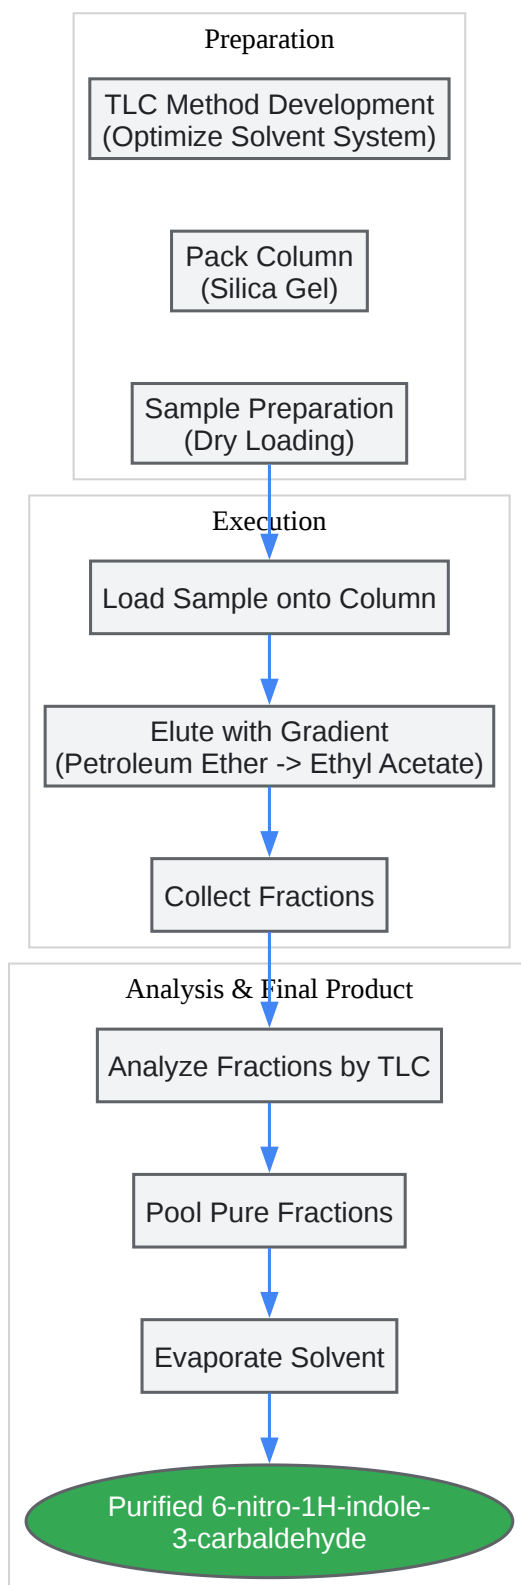 Preparation
TLC Method Development
(Optimize Solvent System)
Pack Column
(Silica Gel)
Sample Preparation
(Dry Loading)
Execution
Load Sample onto Column
Elute with Gradient
(Petroleum Ether -> Ethyl Acetate)
Collect Fractions
Analysis & Final Product
Analyze Fractions by TLC
Pool Pure Fractions
Evaporate Solvent
Purified 6-nitro-1H-indole-
3-carbaldehyde